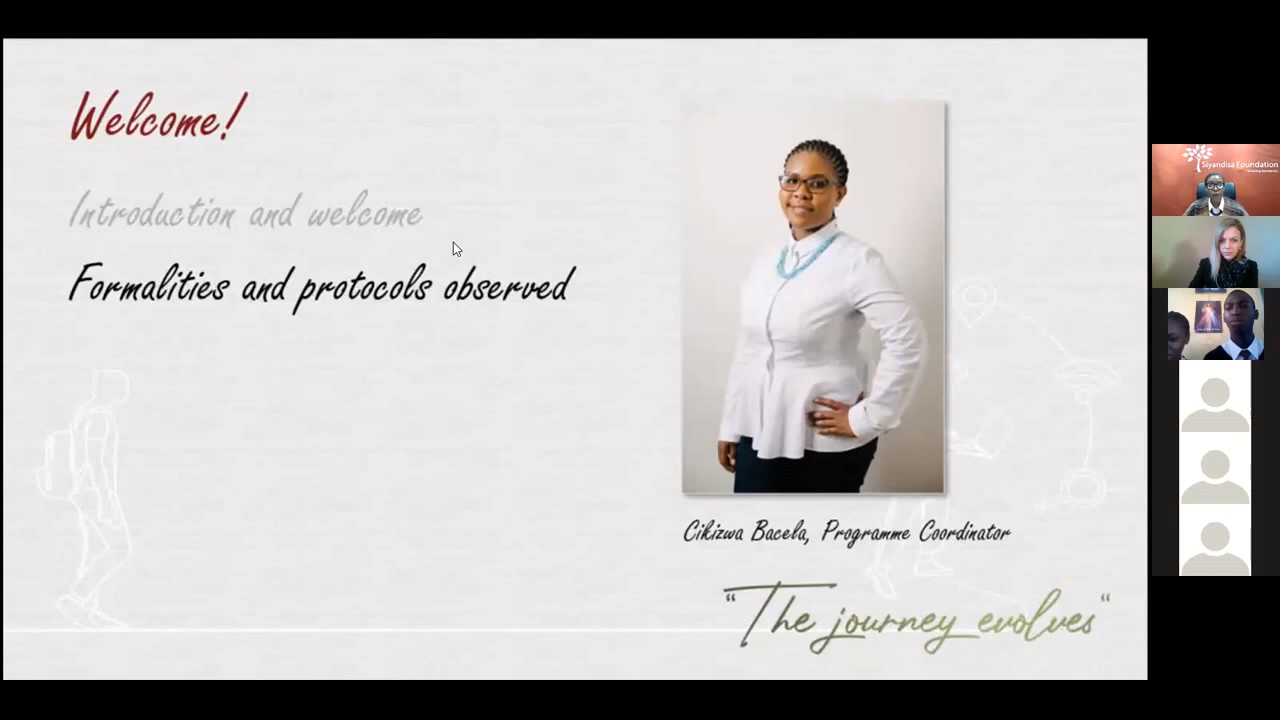 Welcome!
Introduction and welcome
Formalities and protocols observed
Cikizwa Bacela, Programme Coordinator
"The journey evolves"
Siyandisa Foundation